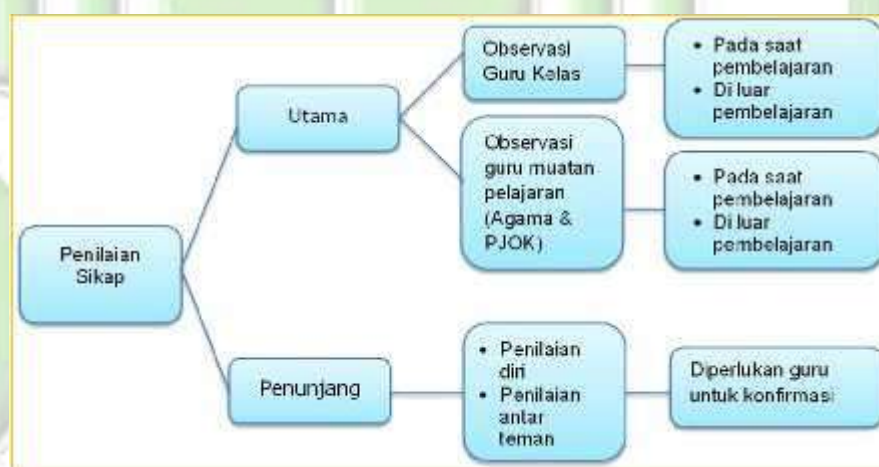 Penilaian
Sikap
Utama
Observasi
Guru Kelas
• Pada saat
pembelajaran
• Di luar
pembelajaran
Observasi
guru muatan
pelajaran
(Agama &
PJOK)
• Pada saat
pembelajaran
• Di luar
pembelajaran
Penunjang
• Penilaian
diri
• Penilaian
antar
teman
Diperlukan guru
untuk konfirmasi